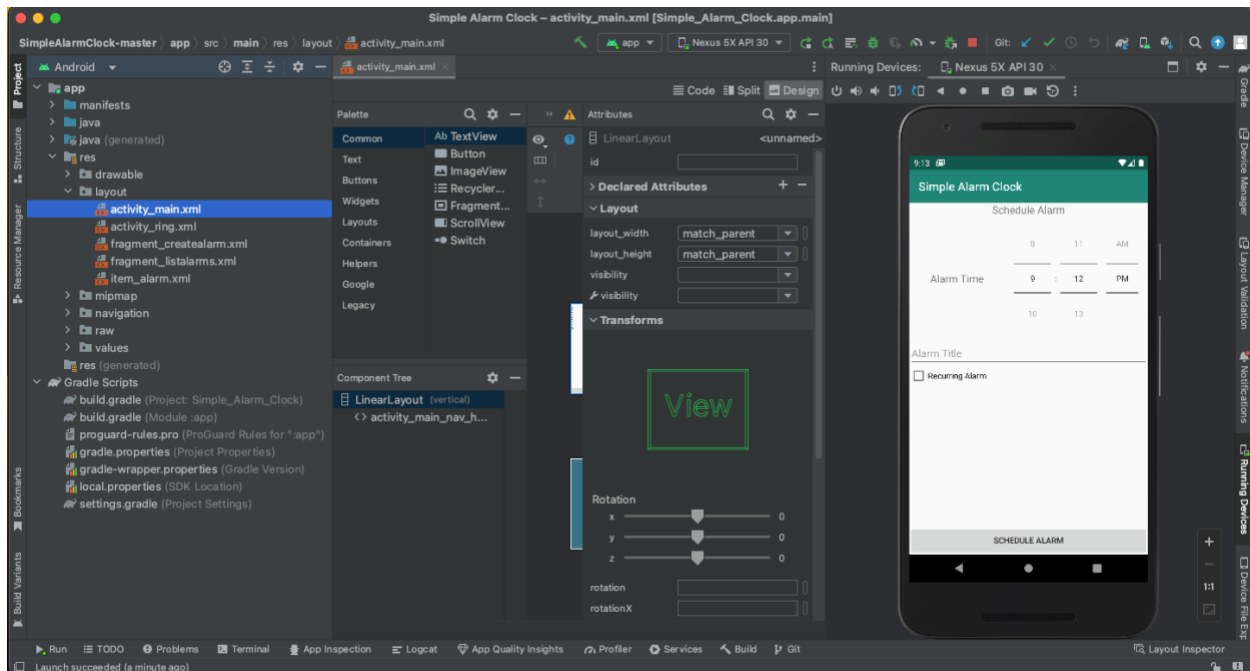 Simple Alarm Clock – activity_main.xml [Simple_Alarm_Clock.app.main]
SimpleAlarmClock-master 〉 app 〉 src 〉 main 〉 res 〉 layout 〉 activity_main.xml
app
Nexus 5X API 30
Git:
Project
Structure
Resource Manager
Bookmarks
Build Variants
Android
app
manifests
java
java (generated)
res
drawable
layout
activity_main.xml
activity_ring.xml
fragment_createalarm.xml
fragment_listalarms.xml
item_alarm.xml
mipmap
navigation
raw
values
res (generated)
Gradle Scripts
build.gradle (Project: Simple_Alarm_Clock)
build.gradle (Module :app)
proguard-rules.pro (ProGuard Rules for ":app")
gradle.properties (Project Properties)
gradle-wrapper.properties (Gradle Version)
local.properties (SDK Location)
settings.gradle (Project Settings)
activity_main.xml
Code Split Design
Palette
Common
Text
Buttons
Widgets
Layouts
Containers
Helpers
Google
Legacy
Ab TextView
Button
ImageView
Recycler...
Fragment...
ScrollView
Switch
Component Tree
LinearLayout (vertical)
<> activity_main_nav_h...
Attributes
LinearLayout <unnamed>
id
Declared Attributes
Layout
layout_width match_parent
layout_height match_parent
visibility
visibility
Transforms
View
Rotation
x 0
y 0
z 0
rotation
rotationX
Running Devices: Nexus 5X API 30
9:13
Simple Alarm Clock
Schedule Alarm
8 11 AM
Alarm Time 9 : 12 PM
10 13
Alarm Title
Recurring Alarm
SCHEDULE ALARM
1:1
Gradle
Device Manager
Layout Validation
Notifications
Running Devices
Device File Exp
Run TODO Problems Terminal App Inspection Logcat App Quality Insights Profiler Services Build Git Layout Inspector
Launch succeeded (a minute ago)